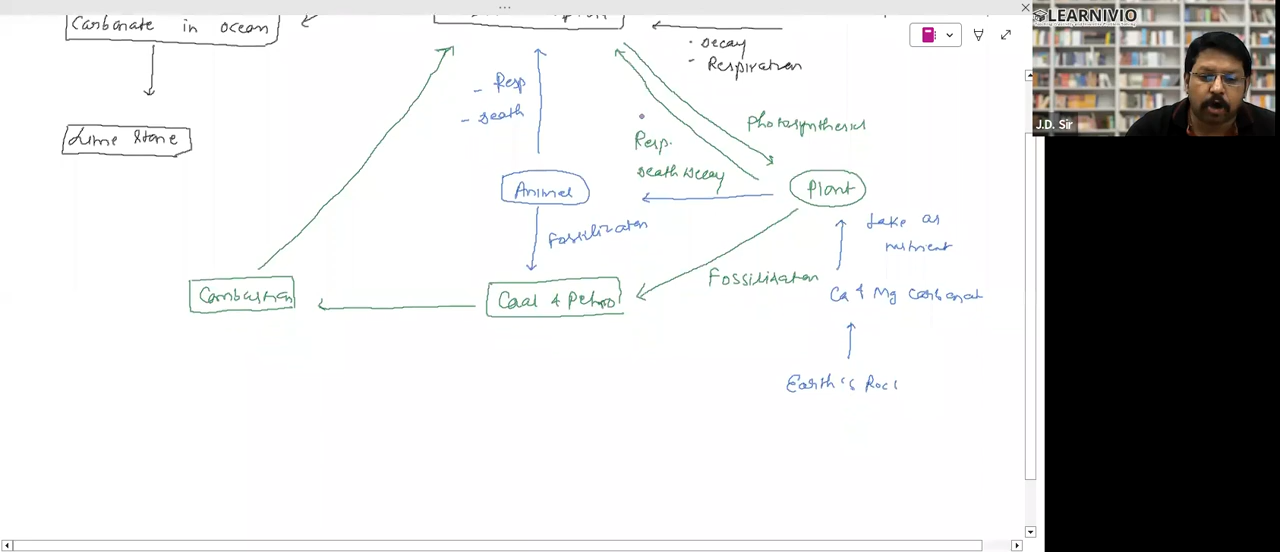 LEARNIVIO
J.D. Sir
Carbonate in ocean
Lime Stone
- Decay
- Respiration
- Resp
- Death
Photosynthesis
Resp.
Death Decay
Animal
Plant
Fossilization
take as
nutrient
Fossilization
Combustion
Coal & Petro
Ca & Mg Carbonat
Earth's Roc